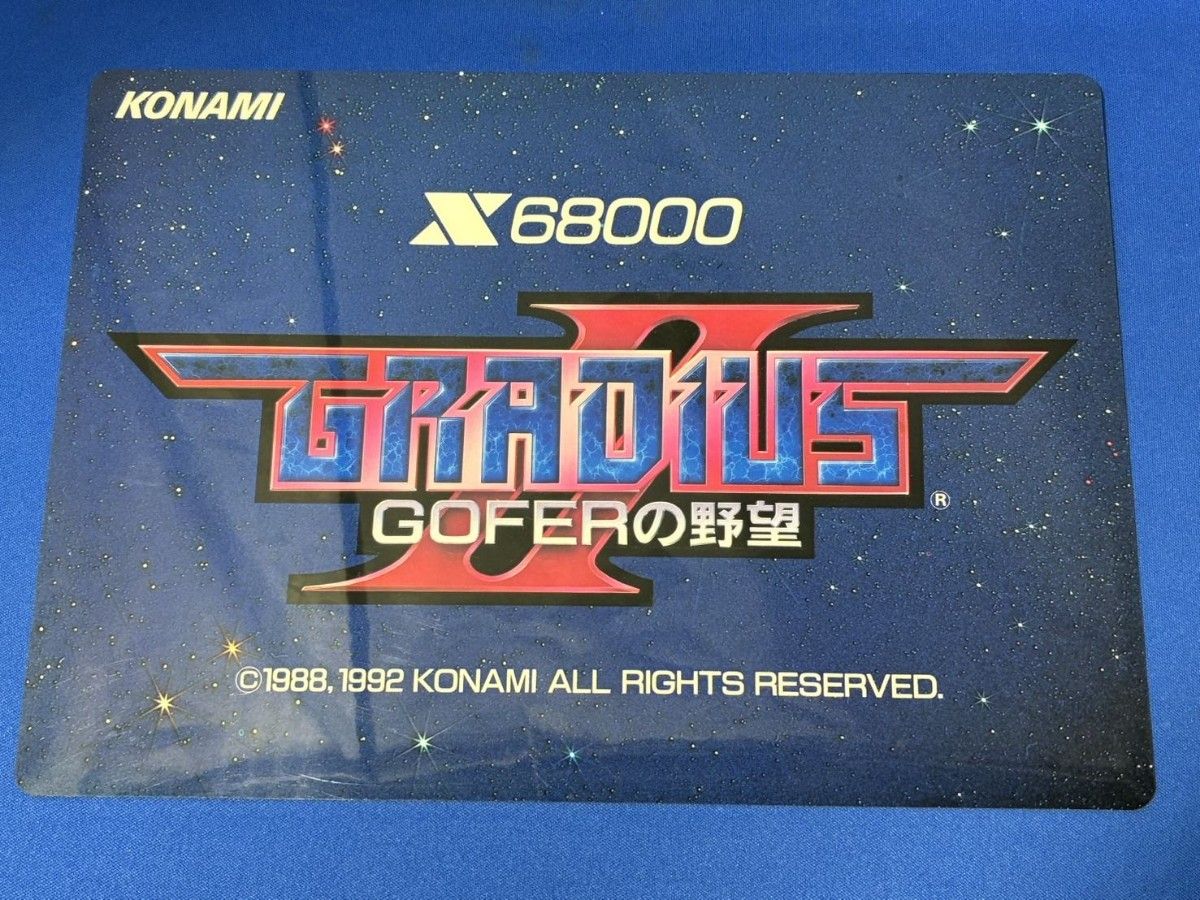 KONAMI
X68000
GRADIUS II
GOFERの野望
®
©1988, 1992 KONAMI ALL RIGHTS RESERVED.